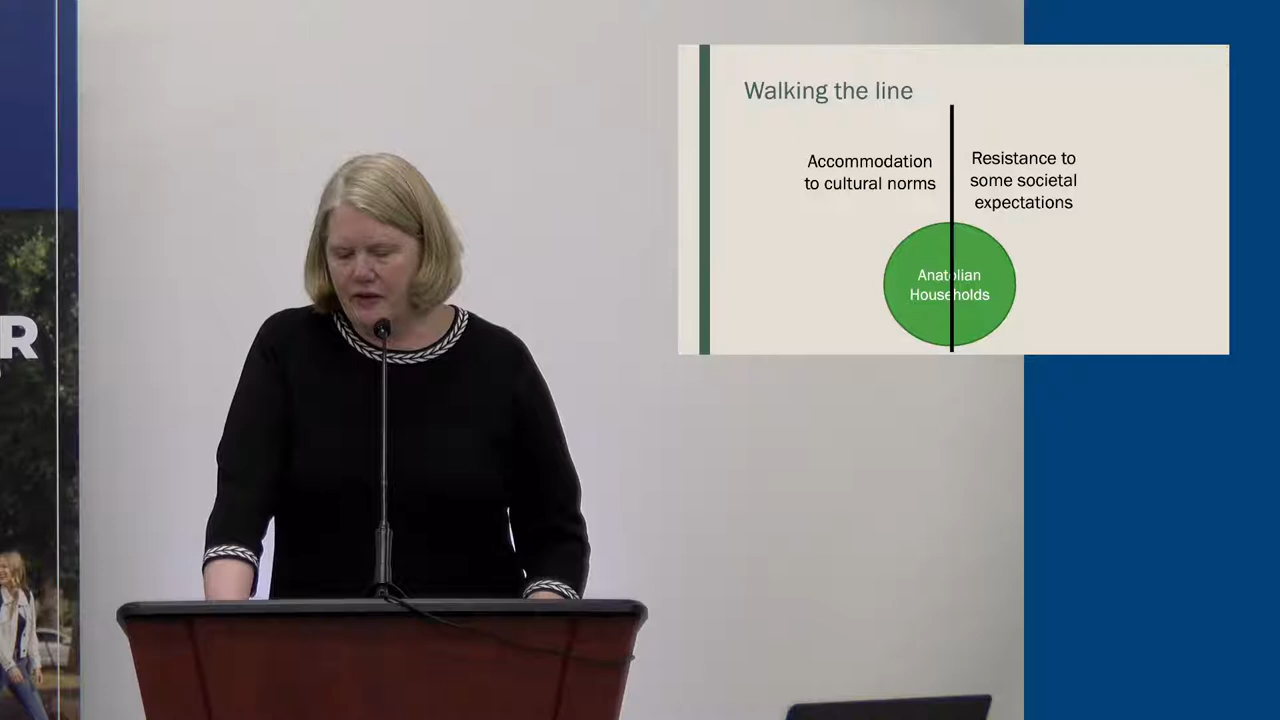 R
Walking the line
Accommodation
to cultural norms
Resistance to
some societal
expectations
Anatolian
Households